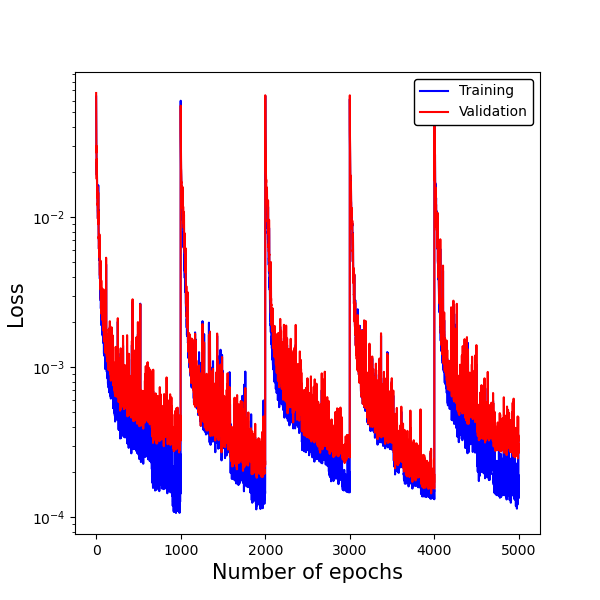 Training
Validation
10⁻²
10⁻³
10⁻⁴
Loss
0 1000 2000 3000 4000 5000
Number of epochs